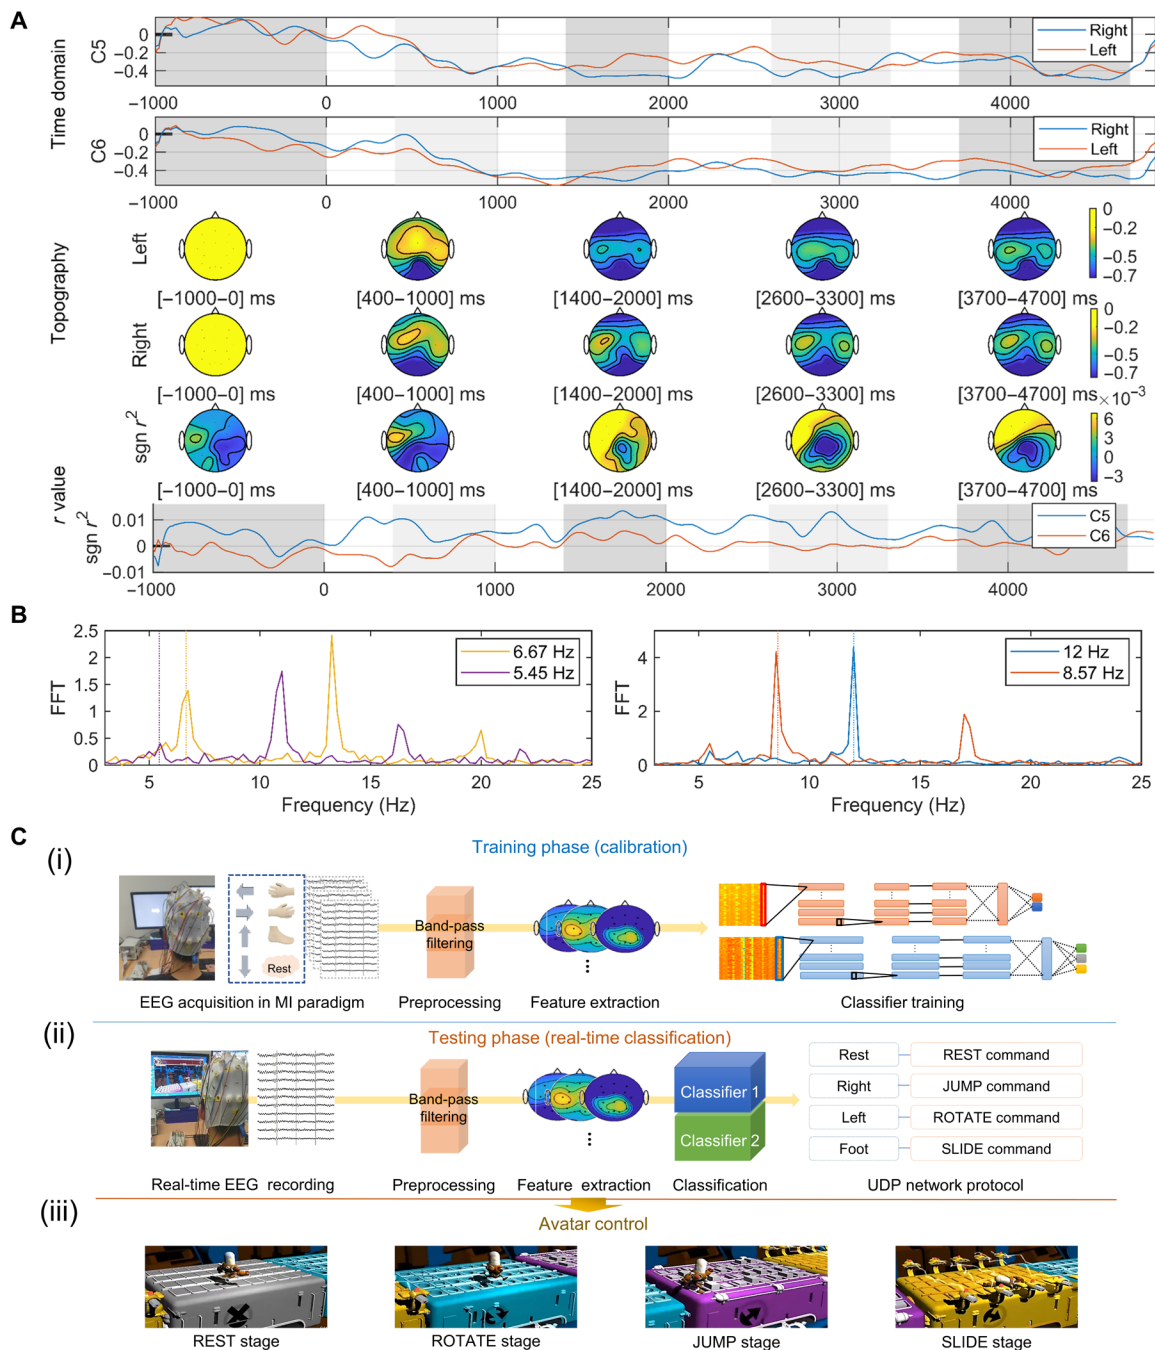 A
Time domain
C5
0
−0.2
−0.4
Right
Left
−1000 0 1000 2000 3000 4000
C6
0
−0.2
−0.4
Right
Left
−1000 0 1000 2000 3000 4000
Topography
Left
0
−0.2
−0.5
−0.7
[−1000−0] ms [400−1000] ms [1400−2000] ms [2600−3300] ms [3700−4700] ms
Right
0
−0.2
−0.5
−0.7
[−1000−0] ms [400−1000] ms [1400−2000] ms [2600−3300] ms [3700−4700] ms
×10⁻³
r value
sgn r²
6
3
0
−3
[−1000−0] ms [400−1000] ms [1400−2000] ms [2600−3300] ms [3700−4700] ms
sgn r²
0.01
0
−0.01
C5
C6
−1000 0 1000 2000 3000 4000
B
FFT
2.5
2
1.5
1
0.5
0
6.67 Hz
5.45 Hz
5 10 15 20 25
Frequency (Hz)
FFT
4
2
0
12 Hz
8.57 Hz
5 10 15 20 25
Frequency (Hz)
C
(i)
Training phase (calibration)
Rest
Band-pass
filtering
EEG acquisition in MI paradigm Preprocessing Feature extraction Classifier training
(ii)
Testing phase (real-time classification)
Band-pass
filtering
Classifier 1
Classifier 2
Rest REST command
Right JUMP command
Left ROTATE command
Foot SLIDE command
Real-time EEG recording Preprocessing Feature extraction Classification UDP network protocol
(iii)
Avatar control
REST stage ROTATE stage JUMP stage SLIDE stage